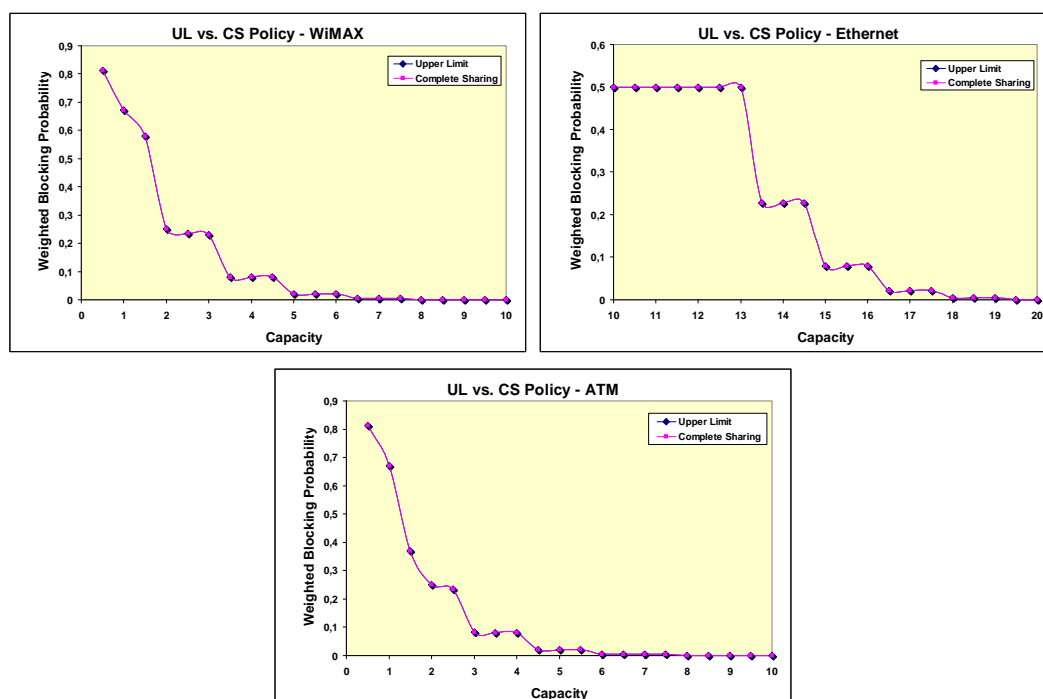 UL vs. CS Policy - WiMAX
Weighted Blocking Probability
0,9
0,8
0,7
0,6
0,5
0,4
0,3
0,2
0,1
0
Upper Limit
Complete Sharing
0 1 2 3 4 5 6 7 8 9 10
Capacity
UL vs. CS Policy - Ethernet
Weighted Blocking Probability
0,6
0,5
0,4
0,3
0,2
0,1
0
Upper Limit
Complete Sharing
10 11 11 12 12 13 14 15 16 17 18 19 20
Capacity
UL vs. CS Policy - ATM
Weighted Blocking Probability
0,9
0,8
0,7
0,6
0,5
0,4
0,3
0,2
0,1
0
Upper Limit
Complete Sharing
0 1 2 3 4 5 6 7 8 9 10
Capacity